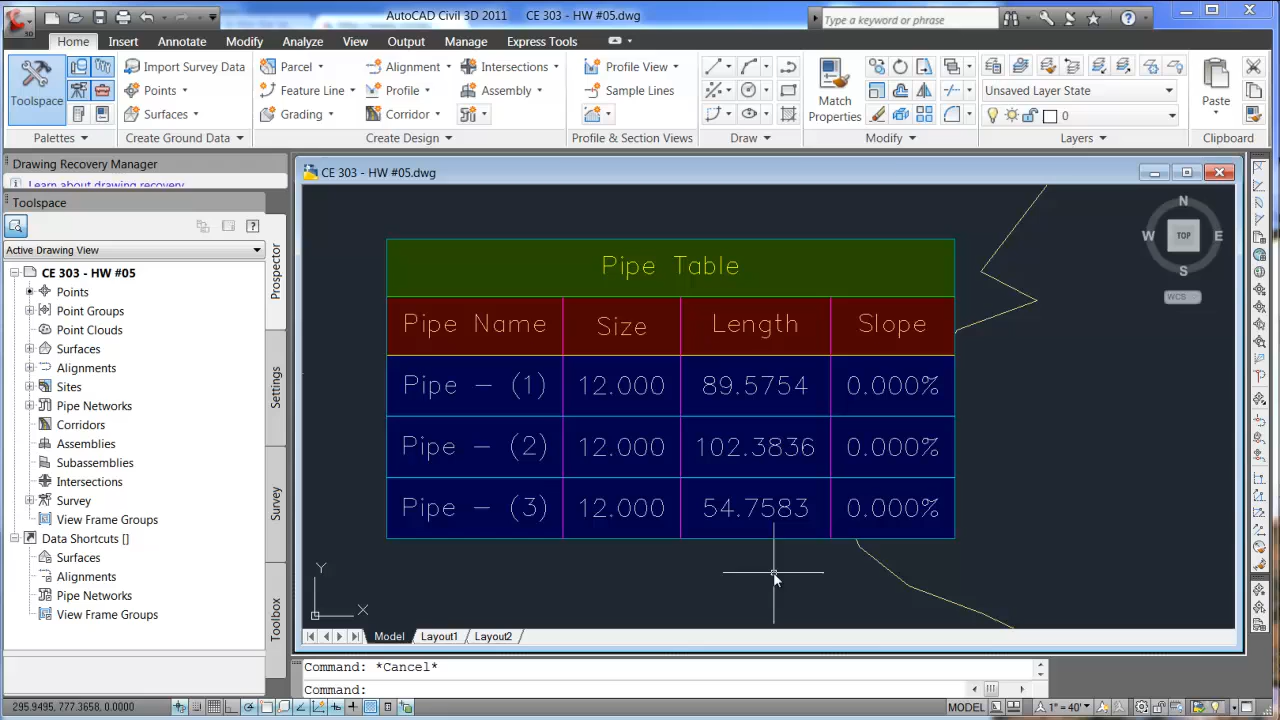 AutoCAD Civil 3D 2011 CE 303 - HW #05.dwg
Type a keyword or phrase
Home Insert Annotate Modify View Analyze Output Manage Express Tools
Toolspace
Import Survey Data
Points
Surfaces
Parcel
Feature Line
Grading
Alignment
Profile
Corridor
Intersections
Assembly
Profile View
Sample Lines
Match
Properties
Unsaved Layer State
0
Paste
Palettes
Create Ground Data
Create Design
Profile & Section Views
Draw
Modify
Layers
Clipboard
Drawing Recovery Manager
Learn about drawing recovery
Toolspace
Active Drawing View
CE 303 - HW #05
Points
Point Groups
Point Clouds
Surfaces
Alignments
Sites
Pipe Networks
Corridors
Assemblies
Subassemblies
Intersections
Survey
View Frame Groups
Data Shortcuts []
Surfaces
Alignments
Pipe Networks
View Frame Groups
Prospector
Settings
Survey
Toolbox
CE 303 - HW #05.dwg
N
W TOP E
S
WCS
Pipe Table
Pipe Name Size Length Slope
Pipe - (1) 12.000 89.5754 0.000%
Pipe - (2) 12.000 102.3836 0.000%
Pipe - (3) 12.000 54.7583 0.000%
Y
X
Model Layout1 Layout2
Command: *Cancel*
Command:
295.9495, 777.3658, 0.0000
MODEL
1" = 40'